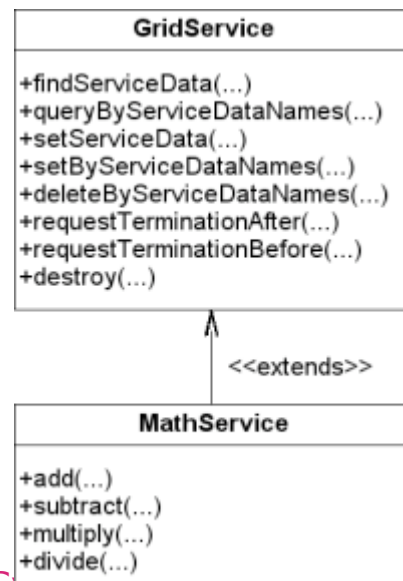 GridService
+findServiceData(...)
+queryByServiceDataNames(...)
+setServiceData(...)
+setByServiceDataNames(...)
+deleteByServiceDataNames(...)
+requestTerminationAfter(...)
+requestTerminationBefore(...)
+destroy(...)
<<extends>>
MathService
+add(...)
+subtract(...)
+multiply(...)
+divide(...)